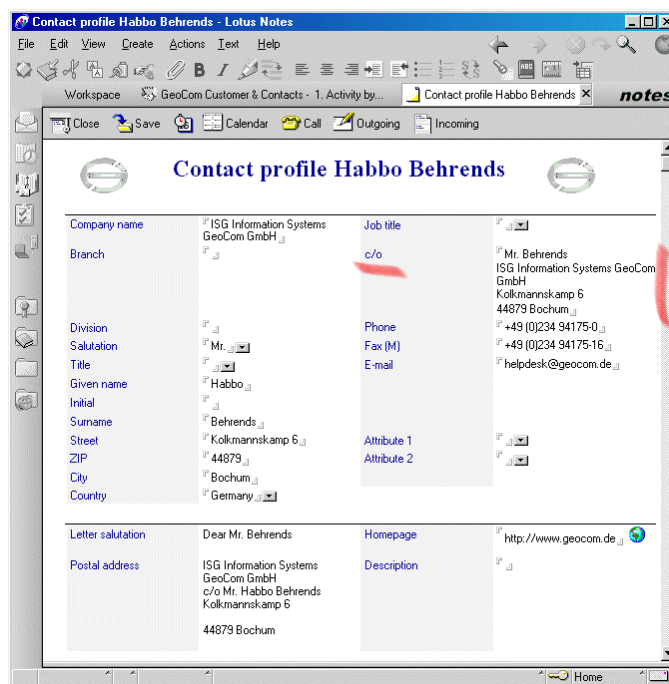 Contact profile Habbo Behrends - Lotus Notes
File Edit View Create Actions Text Help
Workspace GeoCom Customer & Contacts - 1. Activity by... Contact profile Habbo Behrends notes
Close Save Calendar Call Outgoing Incoming
Contact profile Habbo Behrends
Company name ISG Information Systems GeoCom GmbH Job title
Branch c/o Mr. Behrends
ISG Information Systems GeoCom
GmbH
Kolkmannskamp 6
44879 Bochum
Division Phone +49 (0)234 94175-0
Salutation Mr. Fax (M) +49 (0)234 94175-16
Title E-mail helpdesk@geocom.de
Given name Habbo
Initial
Surname Behrends
Street Kolkmannskamp 6 Attribute 1
ZIP 44879 Attribute 2
City Bochum
Country Germany
Letter salutation Dear Mr. Behrends Homepage http://www.geocom.de
Postal address ISG Information Systems Description
GeoCom GmbH
c/o Mr. Habbo Behrends
Kolkmannskamp 6
44879 Bochum
Home